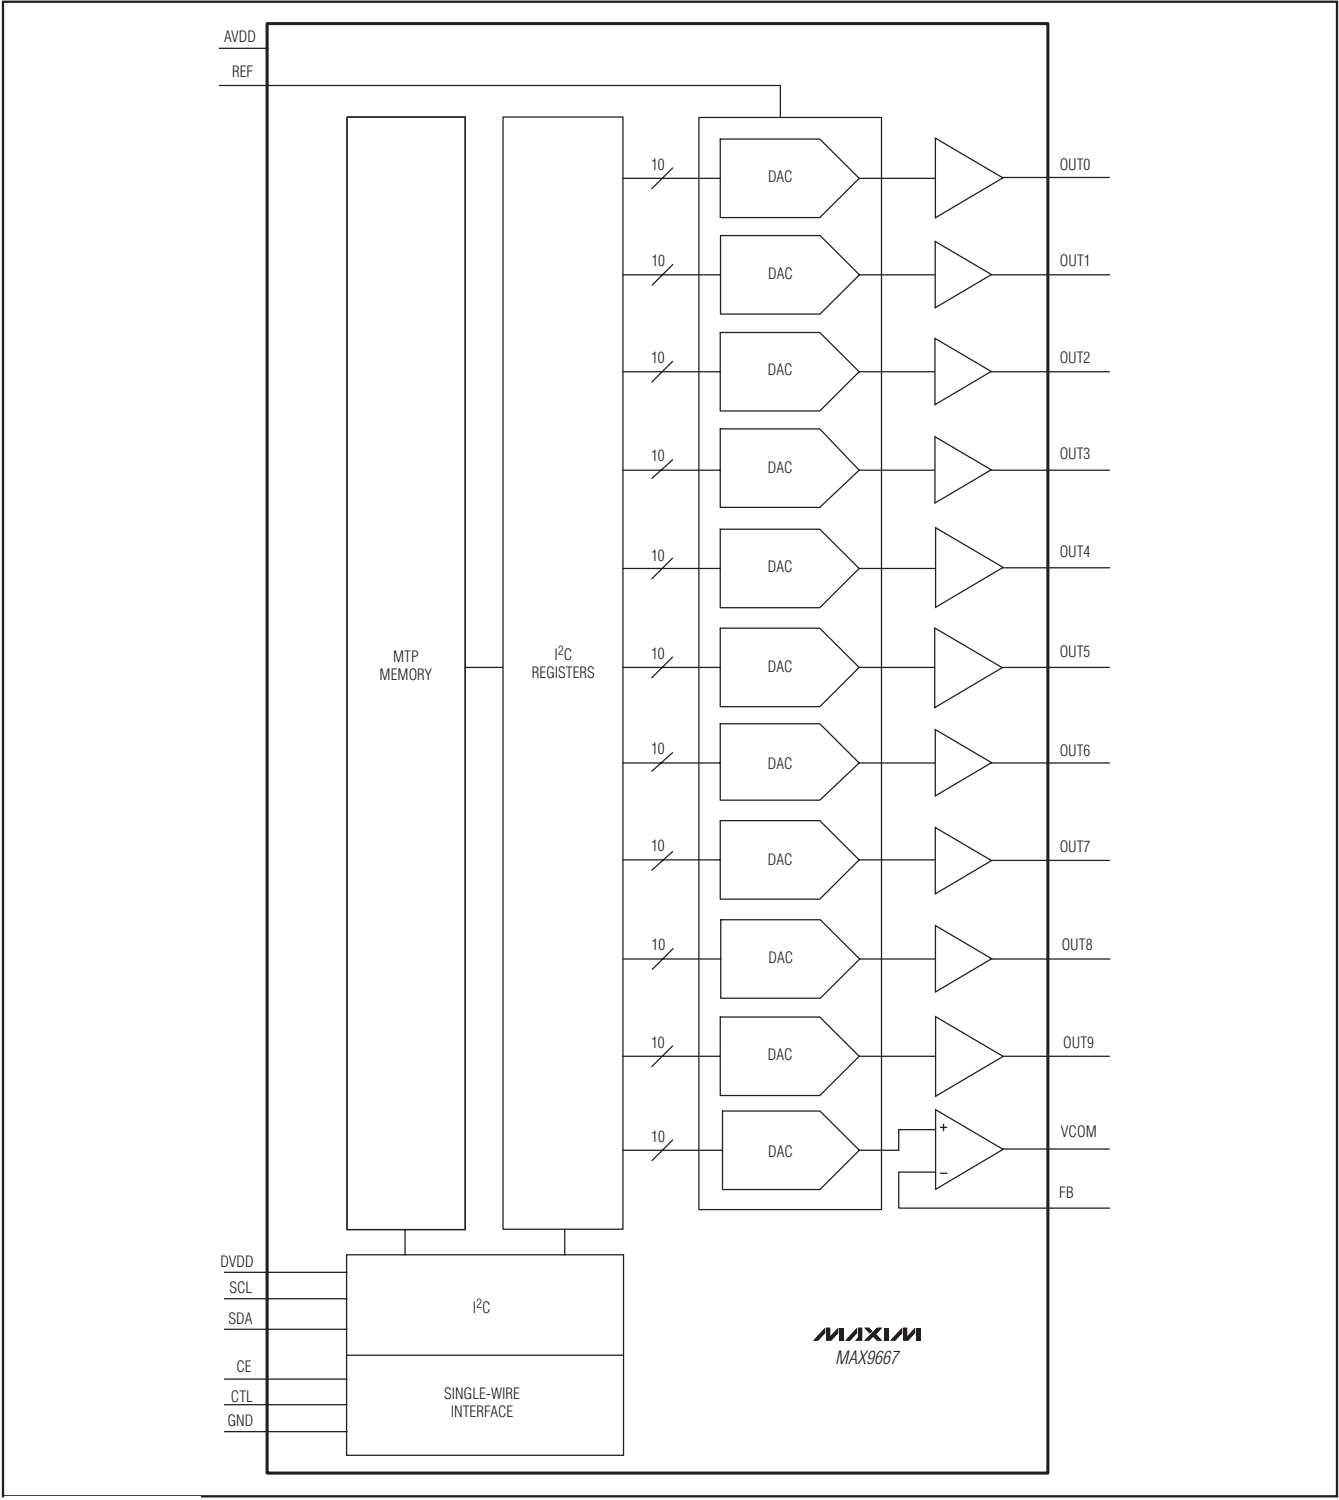 AVDD
REF
10
DAC
OUT0
10
DAC
OUT1
10
DAC
OUT2
10
DAC
OUT3
10
DAC
OUT4
MTP
MEMORY
I²C
REGISTERS
10
DAC
OUT5
10
DAC
OUT6
10
DAC
OUT7
10
DAC
OUT8
10
DAC
OUT9
10
DAC
+
−
VCOM
FB
DVDD
SCL
SDA
I²C
CE
CTL
GND
SINGLE-WIRE
INTERFACE
MAXIM
MAX9667